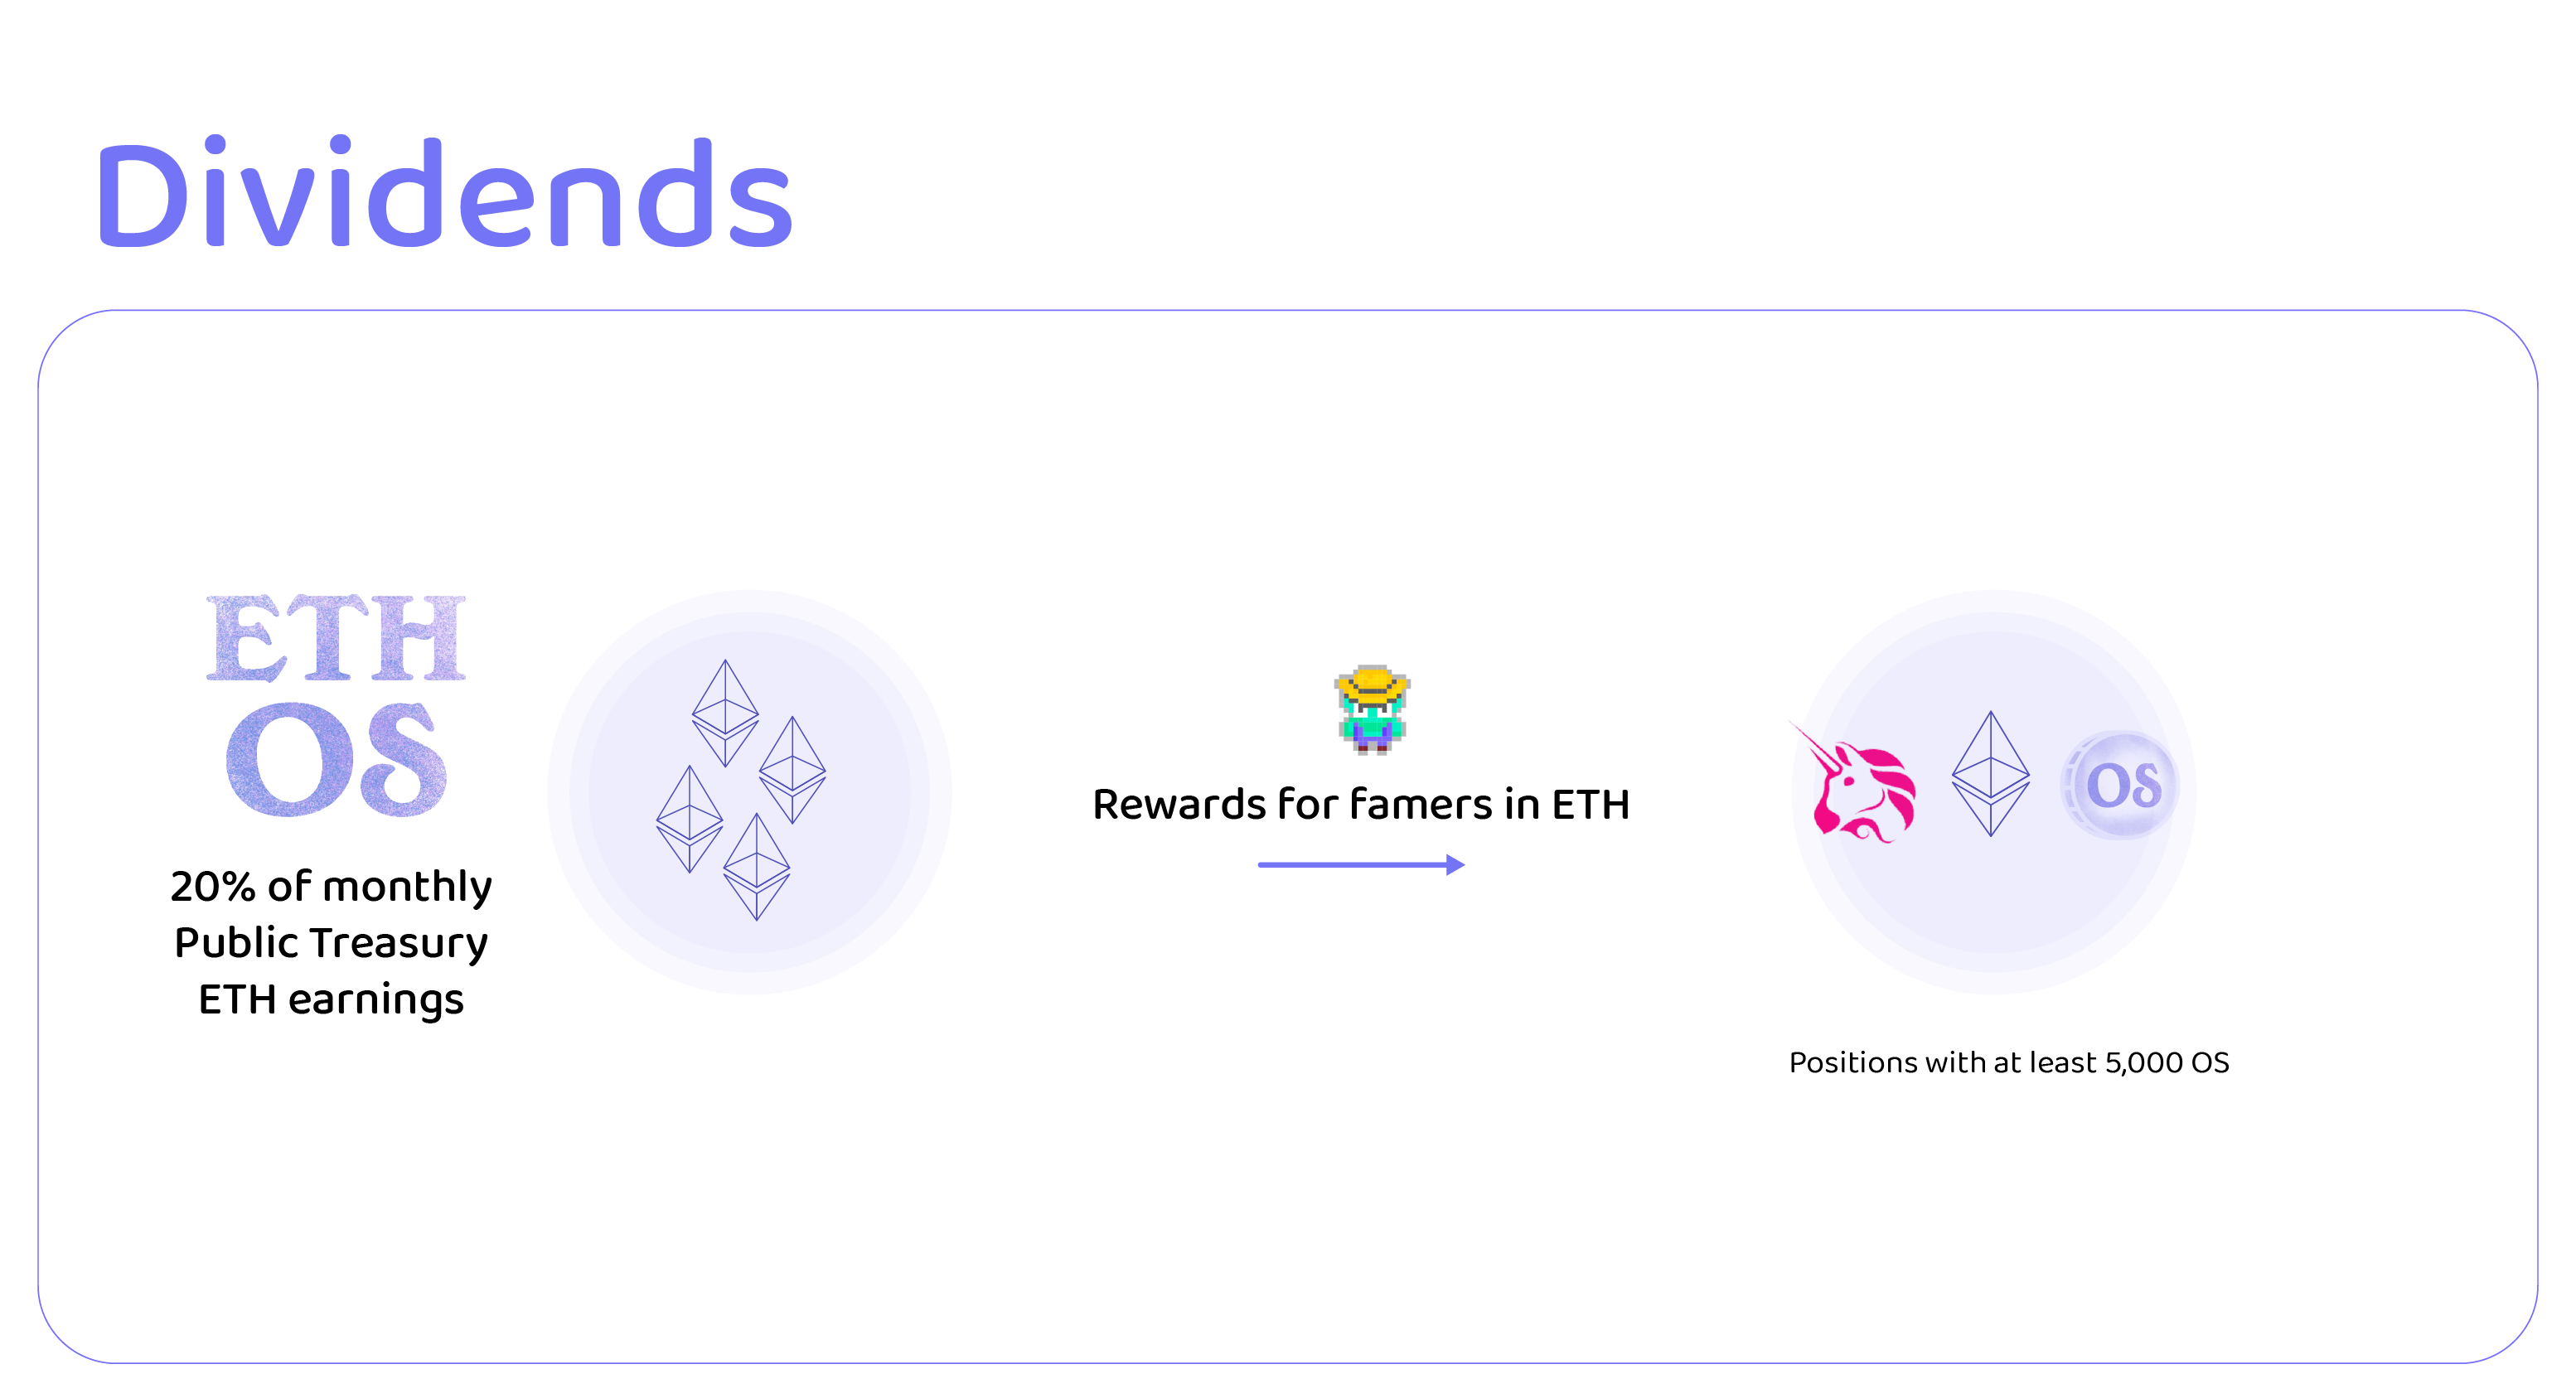 Dividends
ETH
OS
20% of monthly
Public Treasury
ETH earnings
Rewards for famers in ETH
OS
Positions with at least 5,000 OS